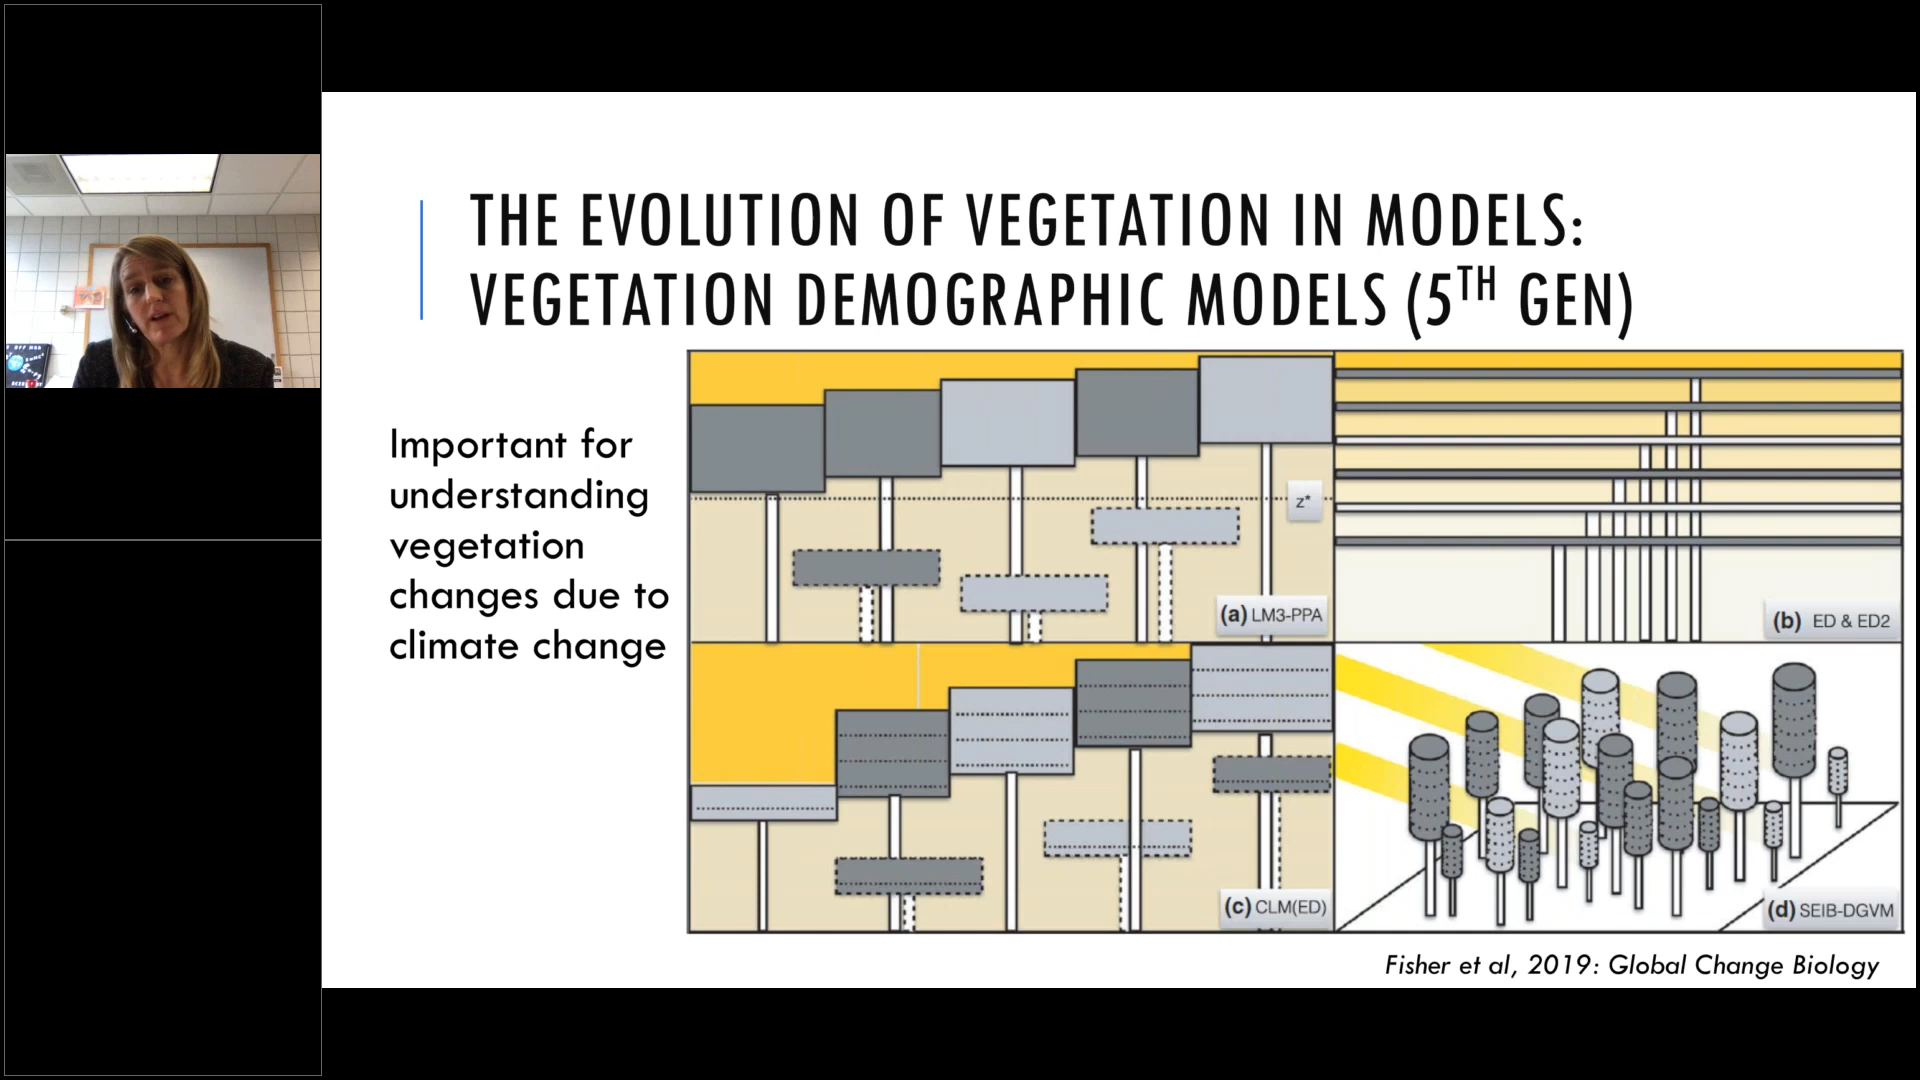 THE EVOLUTION OF VEGETATION IN MODELS:
VEGETATION DEMOGRAPHIC MODELS (5TH GEN)
Important for
understanding
vegetation
changes due to
climate change
z*
(a) LM3-PPA
(b) ED & ED2
(c) CLM(ED)
(d) SEIB-DGVM
Fisher et al, 2019: Global Change Biology